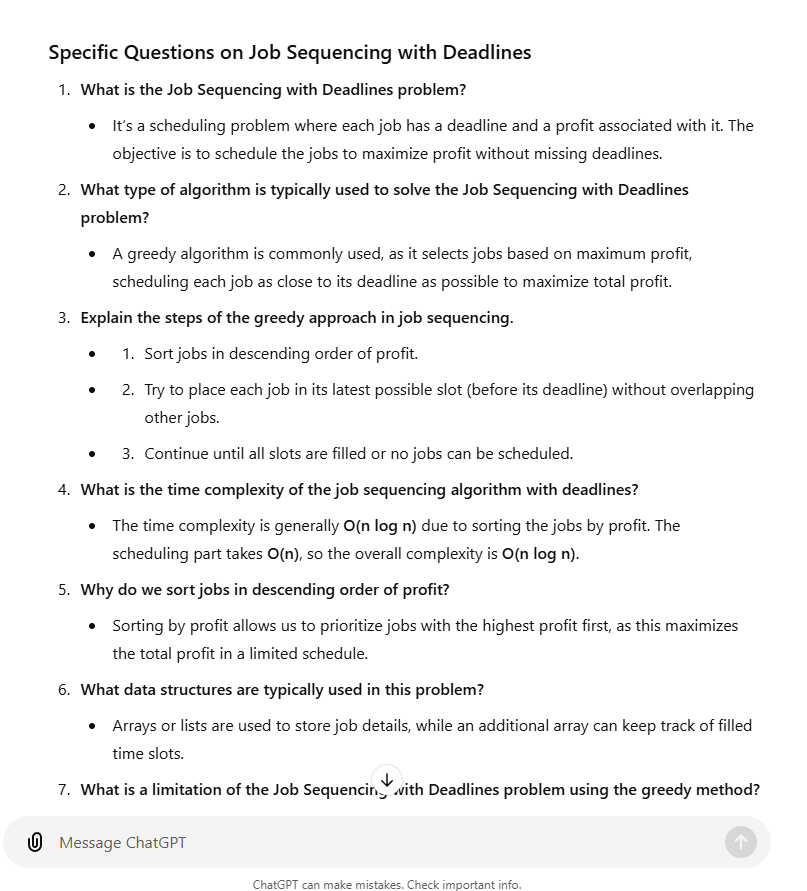 Specific Questions on Job Sequencing with Deadlines
1. What is the Job Sequencing with Deadlines problem?
• It's a scheduling problem where each job has a deadline and a profit associated with it. The
objective is to schedule the jobs to maximize profit without missing deadlines.
2. What type of algorithm is typically used to solve the Job Sequencing with Deadlines
problem?
• A greedy algorithm is commonly used, as it selects jobs based on maximum profit,
scheduling each job as close to its deadline as possible to maximize total profit.
3. Explain the steps of the greedy approach in job sequencing.
• 1. Sort jobs in descending order of profit.
• 2. Try to place each job in its latest possible slot (before its deadline) without overlapping
other jobs.
• 3. Continue until all slots are filled or no jobs can be scheduled.
4. What is the time complexity of the job sequencing algorithm with deadlines?
• The time complexity is generally O(n log n) due to sorting the jobs by profit. The
scheduling part takes O(n), so the overall complexity is O(n log n).
5. Why do we sort jobs in descending order of profit?
• Sorting by profit allows us to prioritize jobs with the highest profit first, as this maximizes
the total profit in a limited schedule.
6. What data structures are typically used in this problem?
• Arrays or lists are used to store job details, while an additional array can keep track of filled
time slots.
7. What is a limitation of the Job Sequencing with Deadlines problem using the greedy method?
Message ChatGPT
ChatGPT can make mistakes. Check important info.